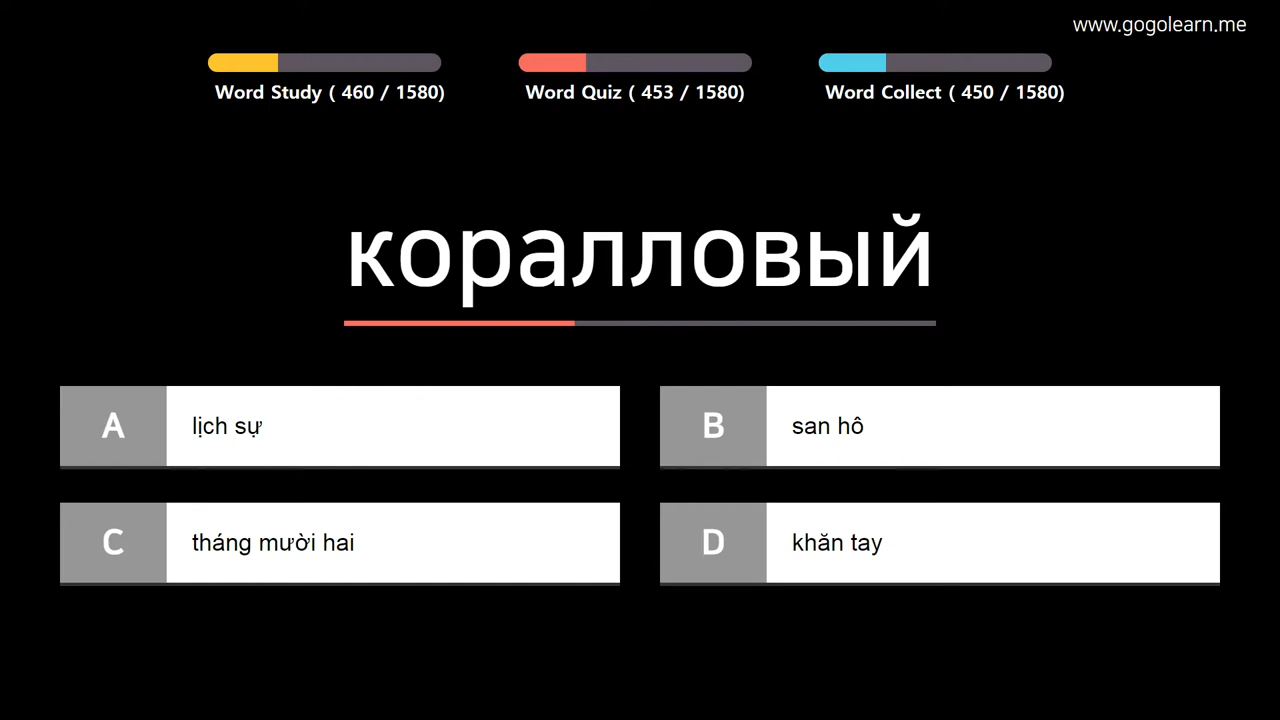 www.gogolearn.me
Word Study ( 460 / 1580)
Word Quiz ( 453 / 1580)
Word Collect ( 450 / 1580)
коралловый
A
lịch sự
B
san hô
C
tháng mười hai
D
khăn tay